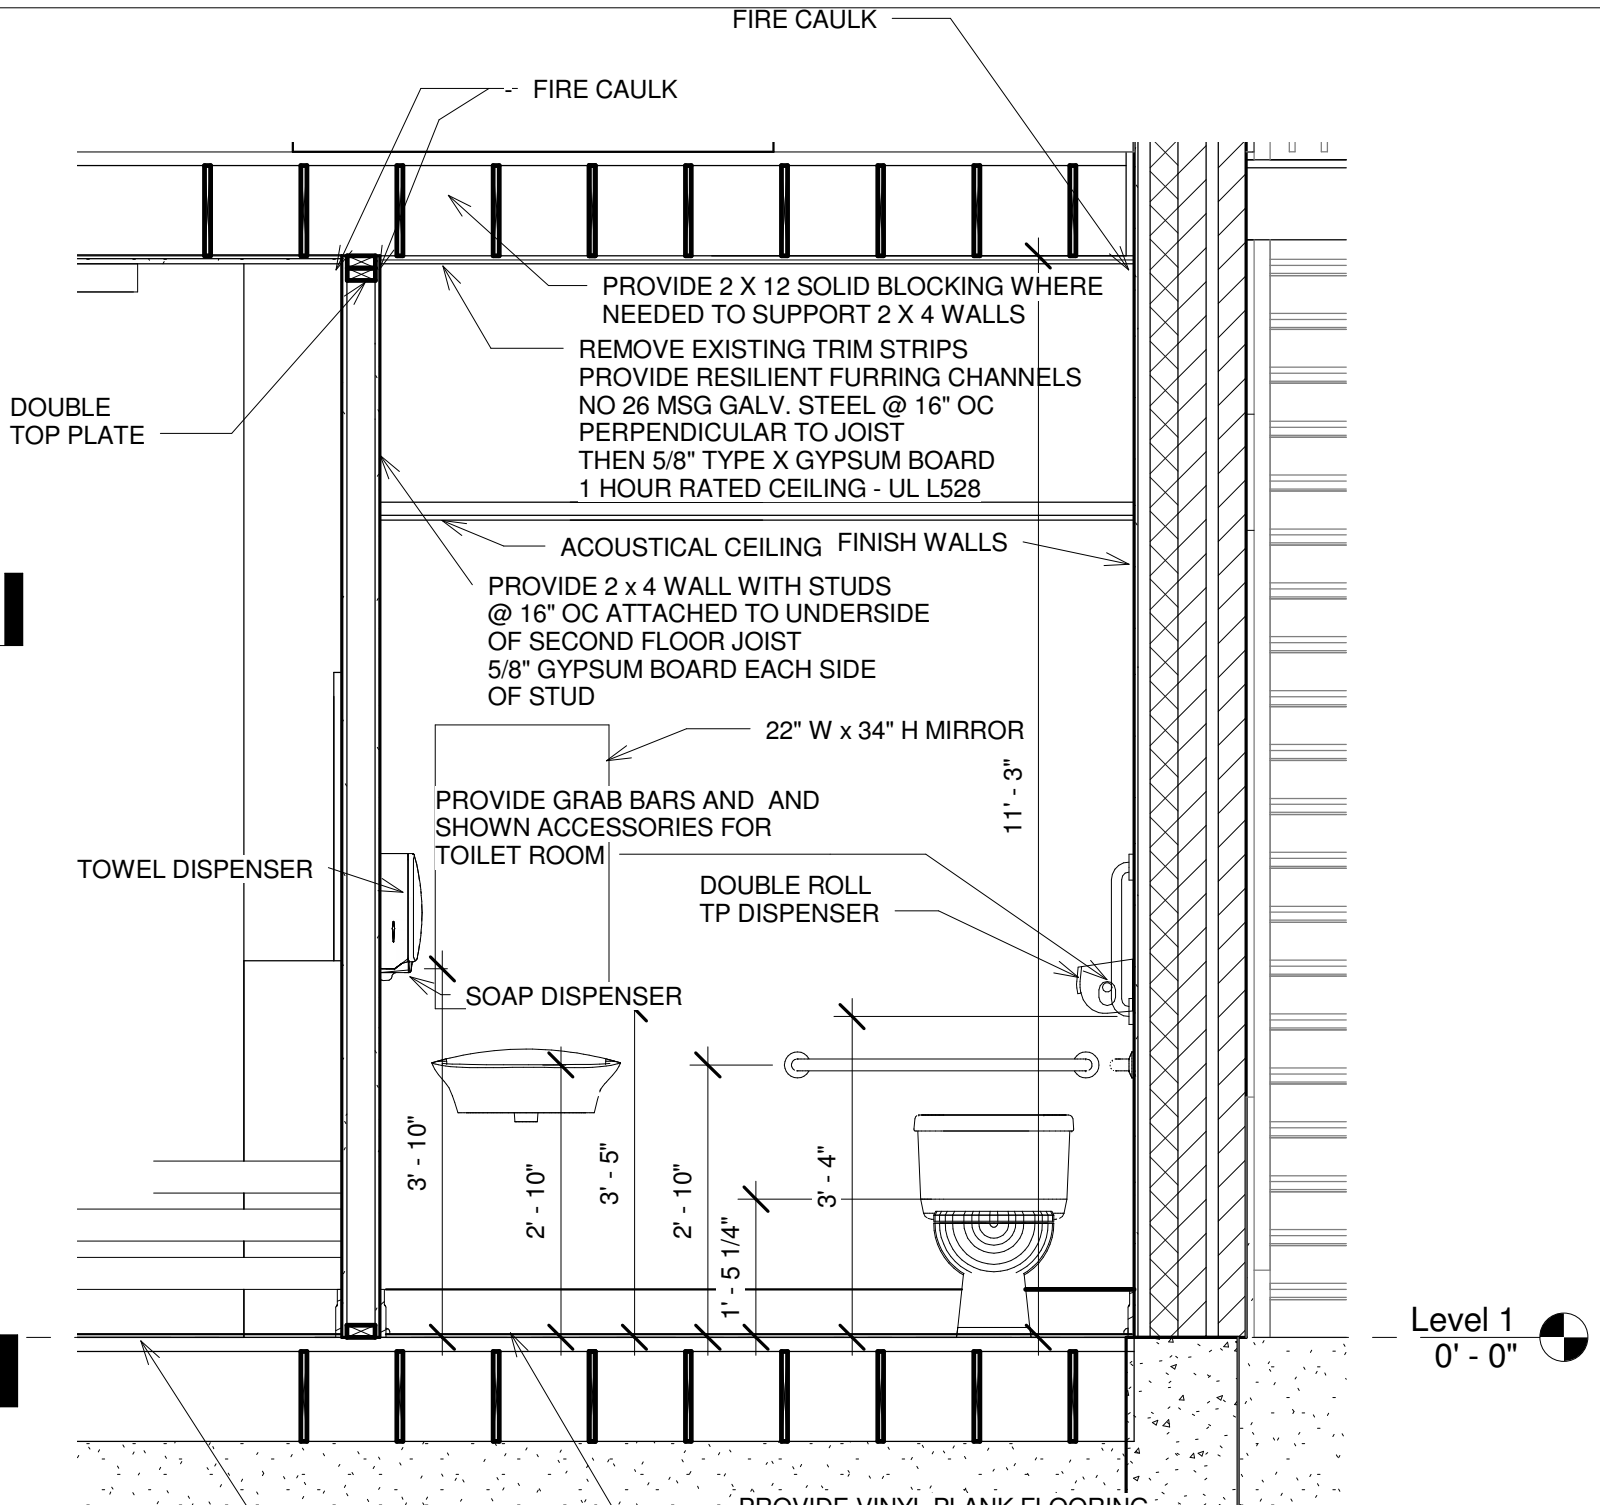 FIRE CAULK
FIRE CAULK
PROVIDE 2 X 12 SOLID BLOCKING WHERE
NEEDED TO SUPPORT 2 X 4 WALLS
REMOVE EXISTING TRIM STRIPS
PROVIDE RESILIENT FURRING CHANNELS
NO 26 MSG GALV. STEEL @ 16" OC
PERPENDICULAR TO JOIST
THEN 5/8" TYPE X GYPSUM BOARD
1 HOUR RATED CEILING - UL L528
DOUBLE
TOP PLATE
ACOUSTICAL CEILING
FINISH WALLS
PROVIDE 2 x 4 WALL WITH STUDS
@ 16" OC ATTACHED TO UNDERSIDE
OF SECOND FLOOR JOIST
5/8" GYPSUM BOARD EACH SIDE
OF STUD
22" W x 34" H MIRROR
11' - 3"
PROVIDE GRAB BARS AND AND
SHOWN ACCESSORIES FOR
TOILET ROOM
TOWEL DISPENSER
DOUBLE ROLL
TP DISPENSER
SOAP DISPENSER
3' - 10"
2' - 10"
3' - 5"
2' - 10"
1' - 5 1/4"
3' - 4"
Level 1
0' - 0"
PROVIDE VINYL PLANK FLOORING